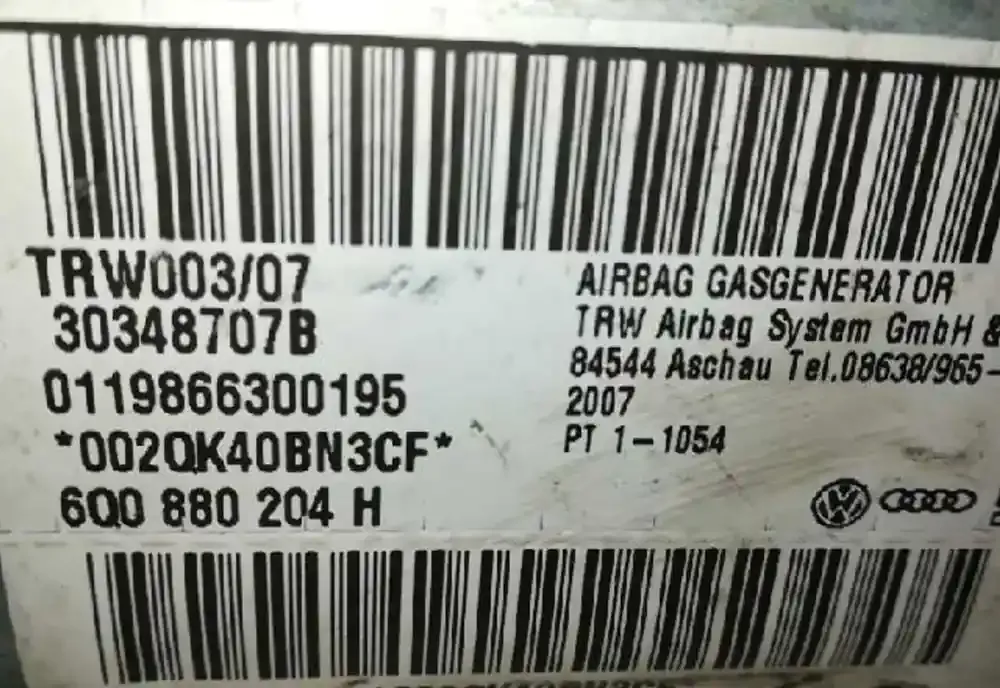 TRW003/07
30348707B
0119866300195
*002QK40BN3CF*
6Q0 880 204 H
AIRBAG GASGENERATOR
TRW Airbag System GmbH &
84544 Aschau Tel.08638/965-
2007
PT 1-1054